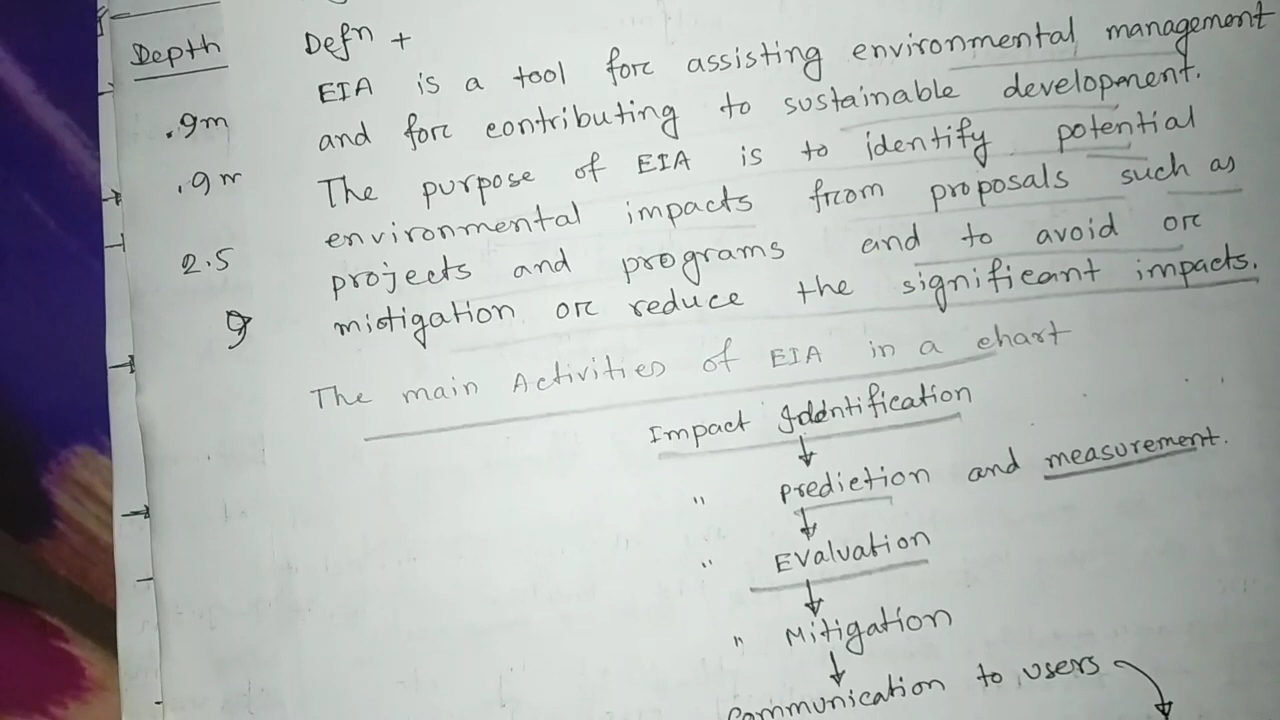 Depth
Defn +
EIA is a tool for assisting environmental management
.9m
and for contributing to sustainable development.
.9m
The purpose of EIA is to identify potential
environmental impacts from proposals such as
2.5
projects and programs and to avoid or
9
mitigation or reduce the significant impacts.
The main Activities of EIA in a chart
Impact Identification
" prediction and measurement.
" Evaluation
" Mitigation
Communication to users